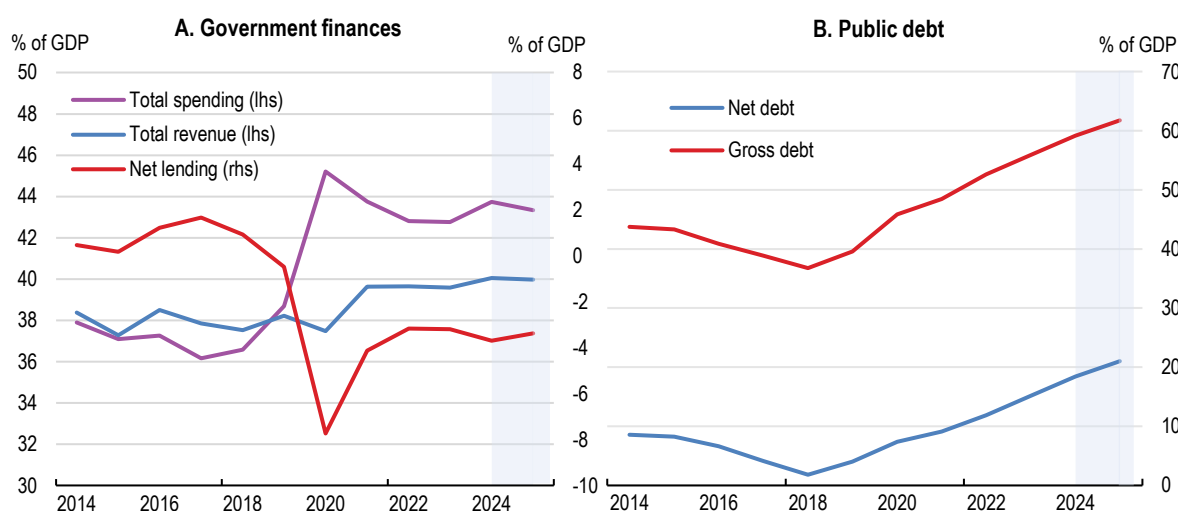 A. Government finances
% of GDP
% of GDP
50
48
46
44
42
40
38
36
34
32
30
8
6
4
2
0
-2
-4
-6
-8
-10
Total spending (lhs)
Total revenue (lhs)
Net lending (rhs)
2014 2016 2018 2020 2022 2024
B. Public debt
% of GDP
70
60
50
40
30
20
10
0
Net debt
Gross debt
2014 2016 2018 2020 2022 2024